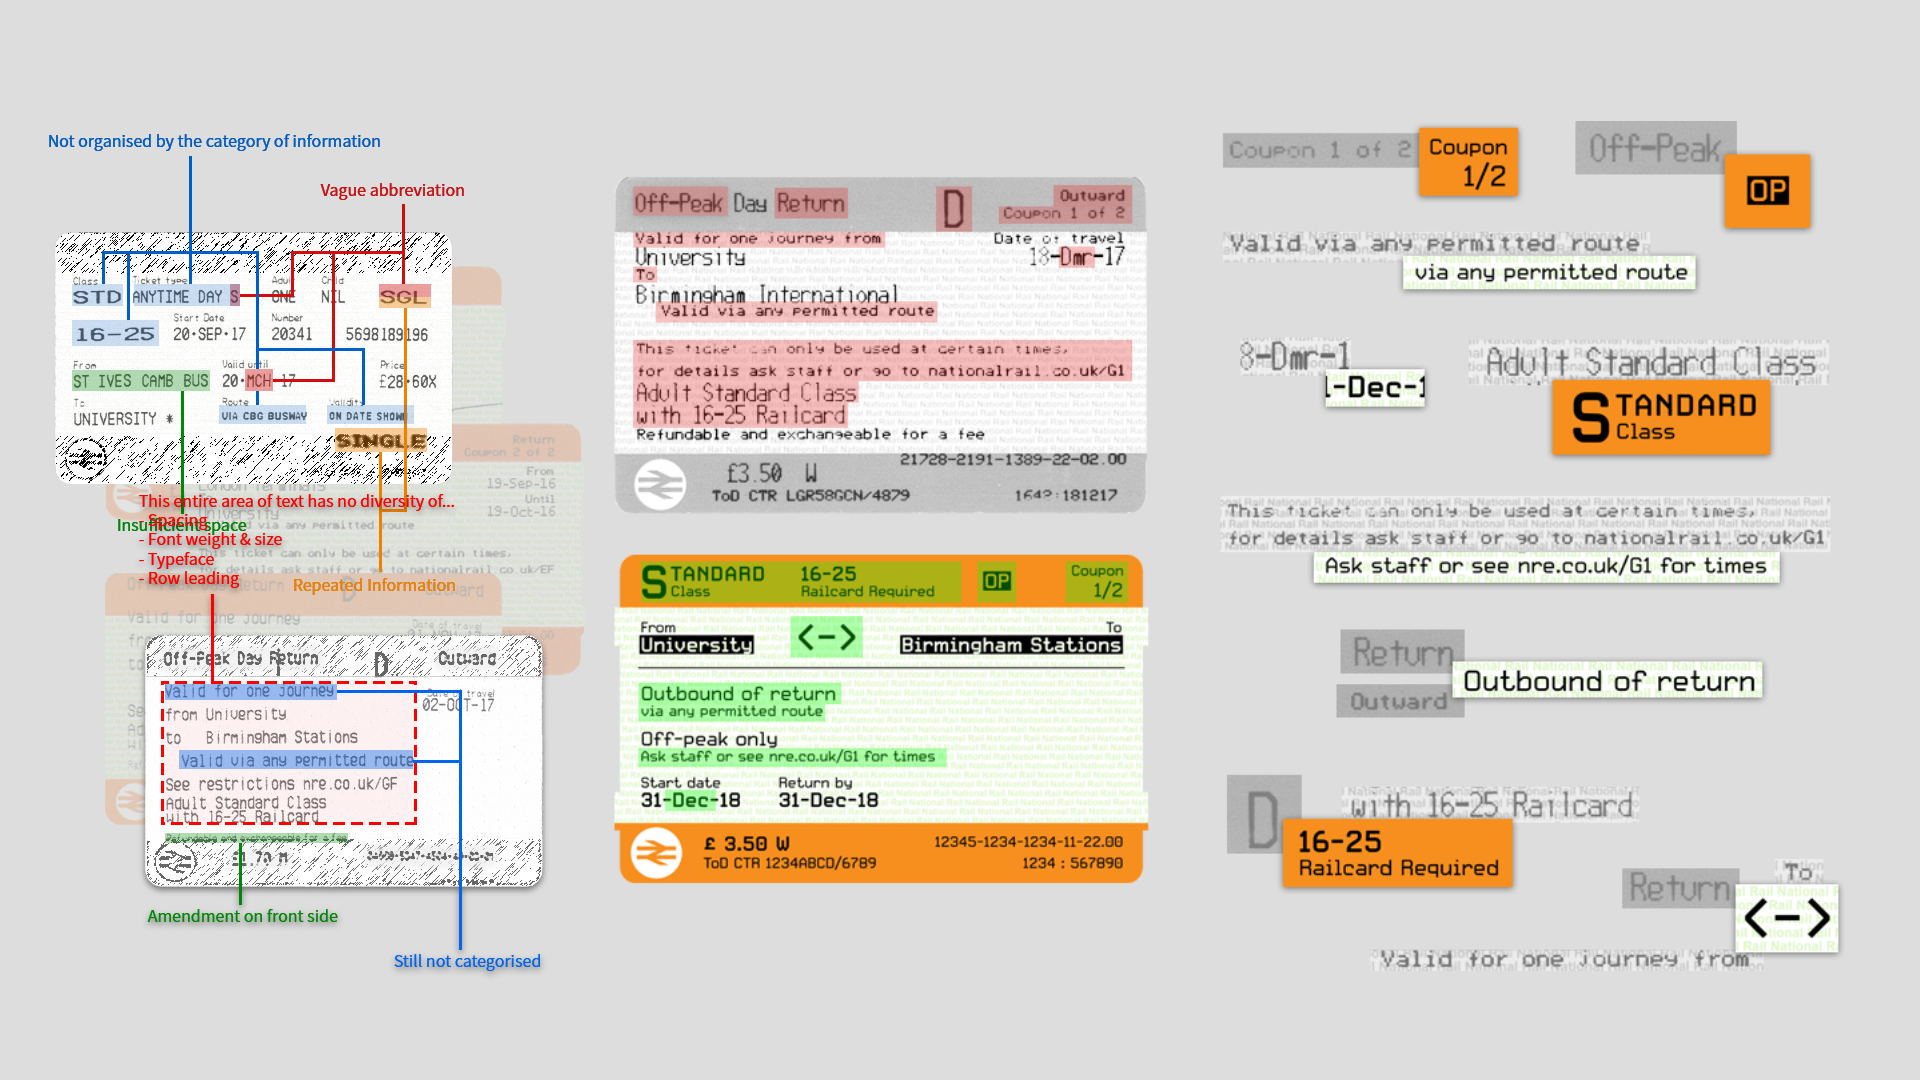 Not organised by the category of information
Vague abbreviation
Class Ticket type Adult Child
STD ANYTIME DAY S ONE NIL SGL
Start Date Number
16-25 20·SEP·17 20341 5698189196
From Valid until Price
ST IVES CAMB BUS 20·MCH·17 £28·60X
To Route Validity
UNIVERSITY * VIA CBG BUSWAY ON DATE SHOWN
SINGLE
This entire area of text has no diversity of...
- Spacing
- Font weight & size
- Typeface
- Row leading
Insufficient space
Repeated Information
Return
Coupon 2 of 2
From
19-Sep-16
Until
19-Oct-16
valid via any permitted route
This ticket can only be used at certain times,
for details ask staff or go to nationalrail.co.uk/EF
Valid for one journey
Off-Peak Day Return D Outward
Valid for one journey
Date of travel
02-OCT-17
from University
to Birmingham Stations
Valid via any permitted route
See restrictions nre.co.uk/GF
Adult Standard Class
with 16-25 Railcard
Refundable and exchangeable for a fee
£1.70 M
Amendment on front side
Still not categorised
Off-Peak Day Return D Outward
Coupon 1 of 2
Valid for one journey from Date of travel
University 18-Dmr-17
To
Birmingham International
Valid via any permitted route
This ticket can only be used at certain times,
for details ask staff or go to nationalrail.co.uk/G1
Adult Standard Class
with 16-25 Railcard
Refundable and exchangeable for a fee
21728-2191-1389-22-02.00
£3.50 W
ToD CTR LGR58GCN/4879 1642:181217
STANDARD Class
16-25
Railcard Required
OP
Coupon
1/2
From To
University <-> Birmingham Stations
Outbound of return
via any permitted route
Off-peak only
Ask staff or see nre.co.uk/G1 for times
Start date Return by
31-Dec-18 31-Dec-18
£ 3.50 W 12345-1234-1234-11-22.00
ToD CTR 1234ABCD/6789 1234 : 567890
Coupon 1 of 2
Coupon
1/2
Off-Peak
OP
Valid via any permitted route
via any permitted route
8-Dmr-1
1-Dec-1
Adult Standard Class
STANDARD
Class
This ticket can only be used at certain times,
for details ask staff or go to nationalrail.co.uk/G1
Ask staff or see nre.co.uk/G1 for times
Return
Outward
Outbound of return
D
with 16-25 Railcard
16-25
Railcard Required
Return
To
<->
Valid for one journey from